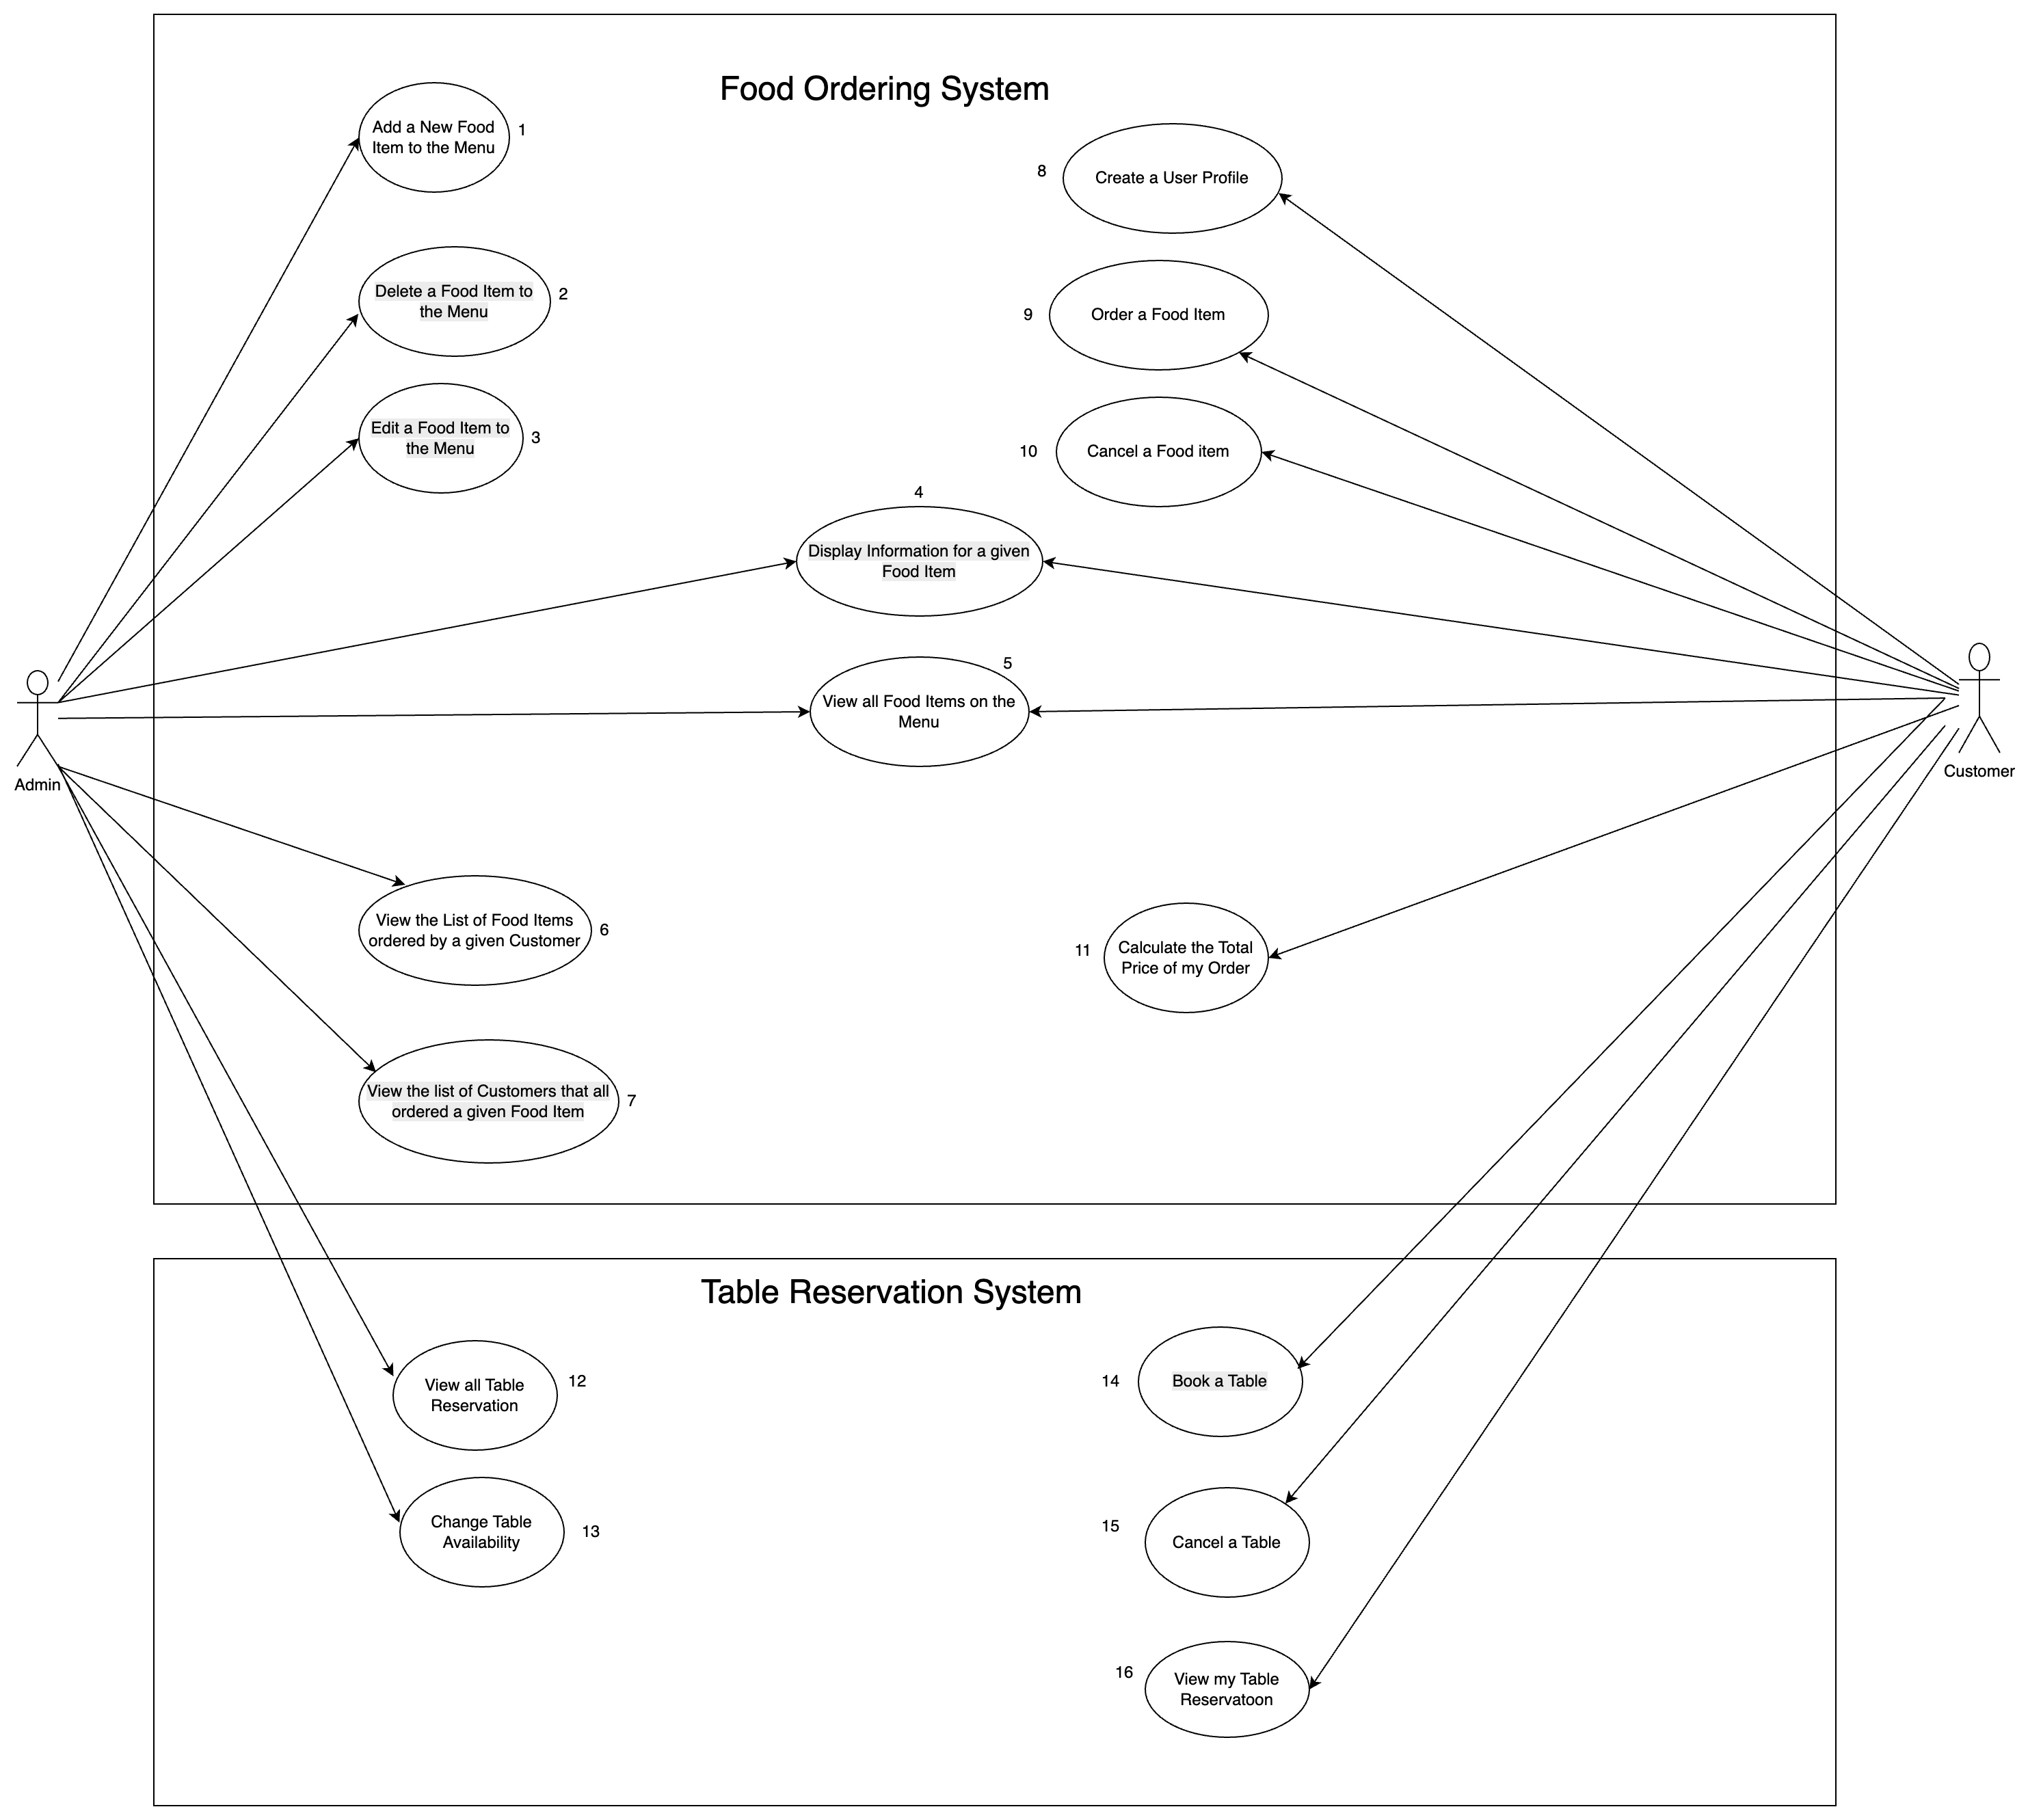 Food Ordering System
Add a New Food
Item to the Menu
1
8
Create a User Profile
Delete a Food Item to
the Menu
2
9
Order a Food Item
Edit a Food Item to
the Menu
3
10
Cancel a Food item
4
Display Information for a given
Food Item
5
View all Food Items on the
Menu
Admin
Customer
View the List of Food Items
ordered by a given Customer
6
11
Calculate the Total
Price of my Order
View the list of Customers that all
ordered a given Food Item
7
Table Reservation System
View all Table
Reservation
12
14
Book a Table
Change Table
Availability
13
15
Cancel a Table
16
View my Table
Reservatoon